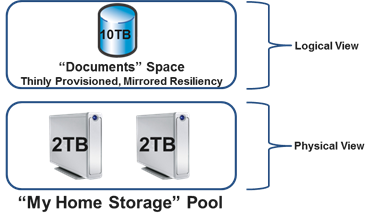 10TB
Logical View
“Documents” Space
Thinly Provisioned, Mirrored Resiliency
2TB
2TB
Physical View
“My Home Storage” Pool